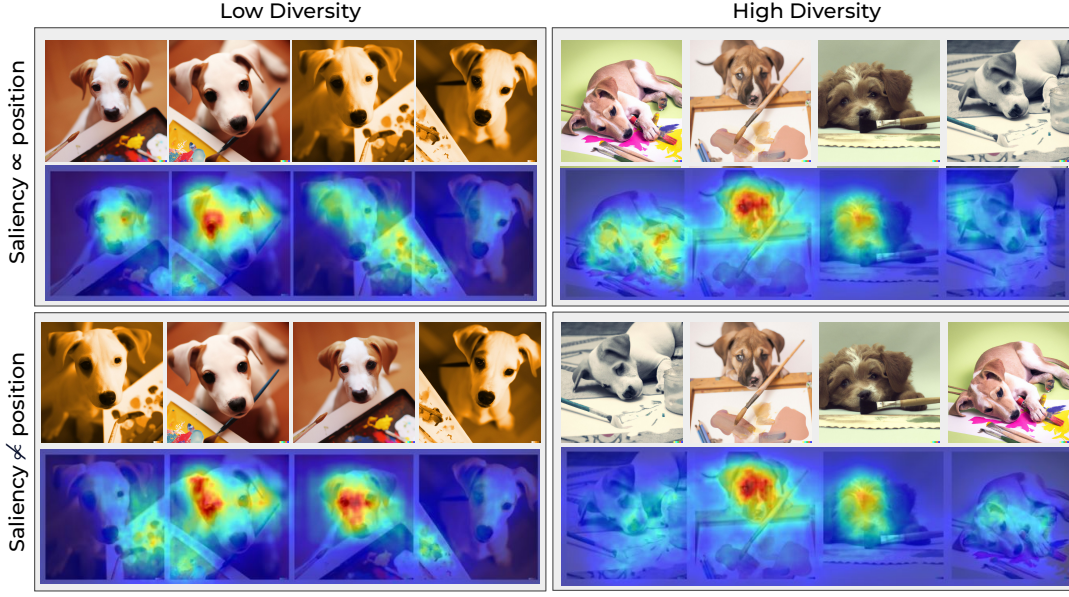 Low Diversity
High Diversity
Saliency ∝ position
Saliency ∝̸ position